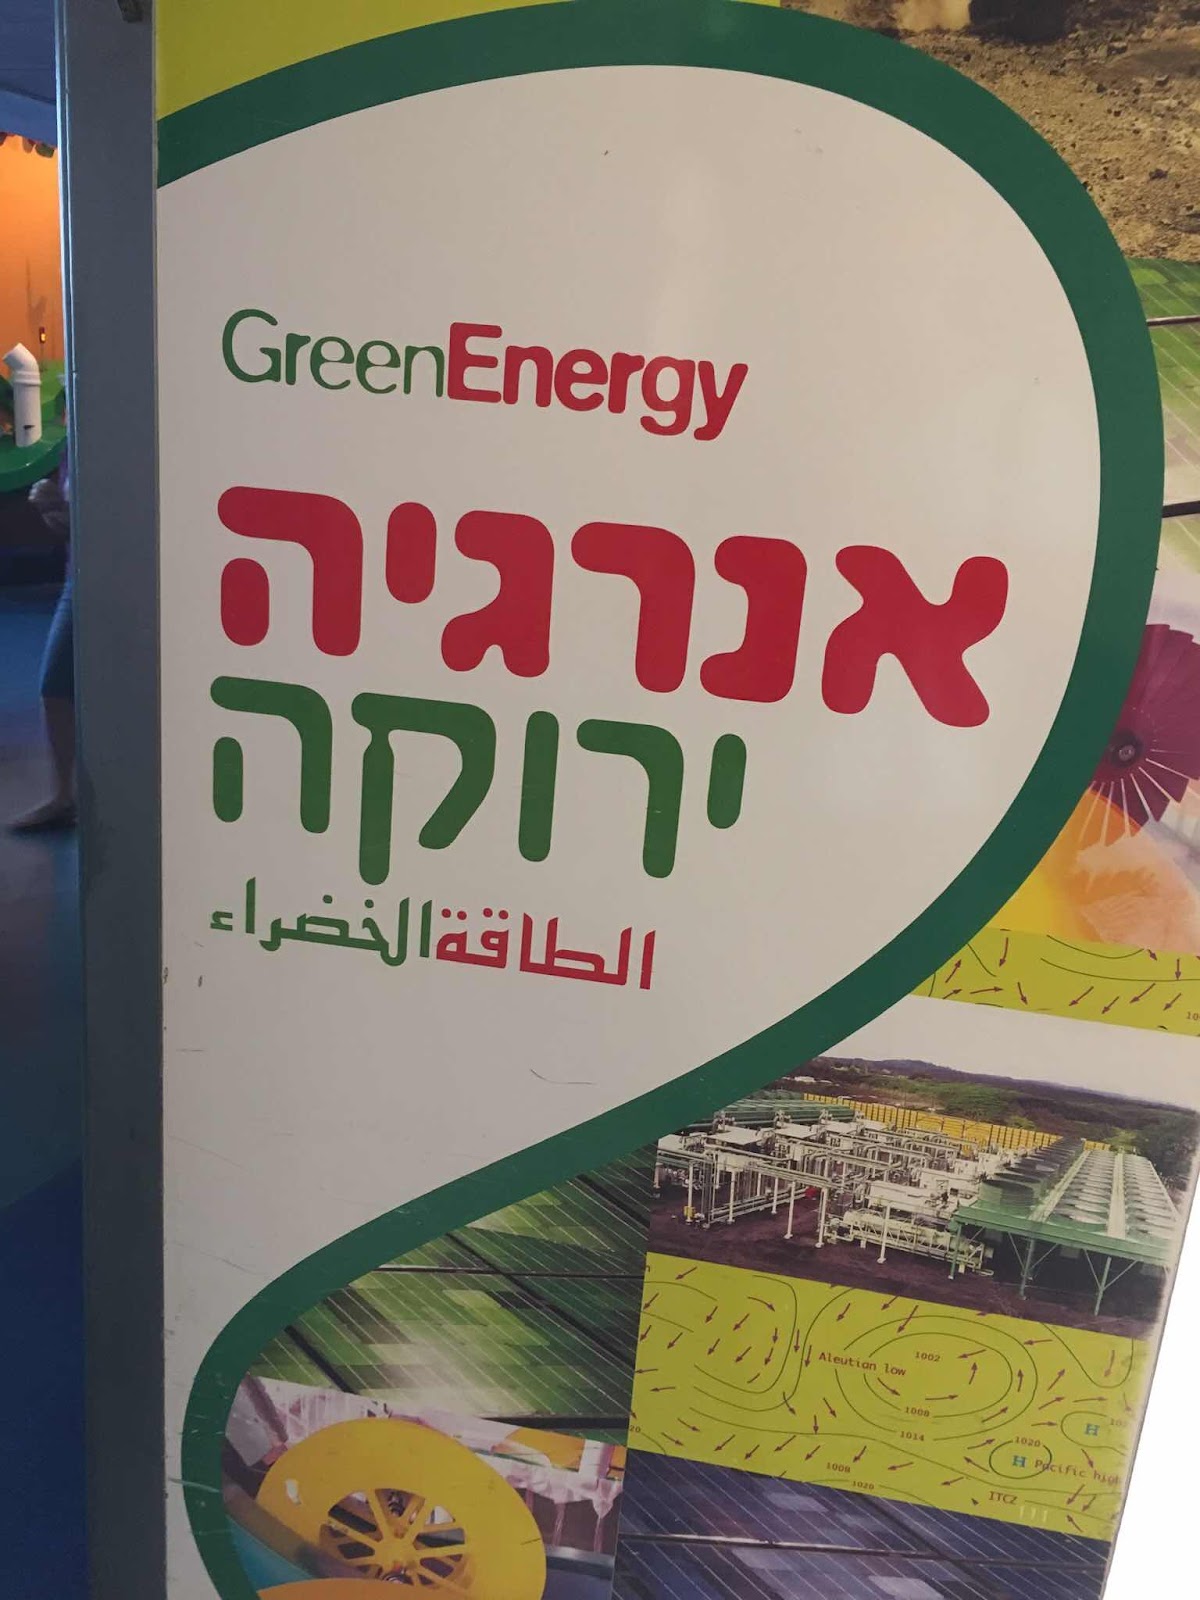 GreenEnergy
אנרגיה
ירוקה
الطاقة الخضراء
Aleutian low
1002
1008
1014
1020
H
H Pacific high
1008
1020
ITCZ